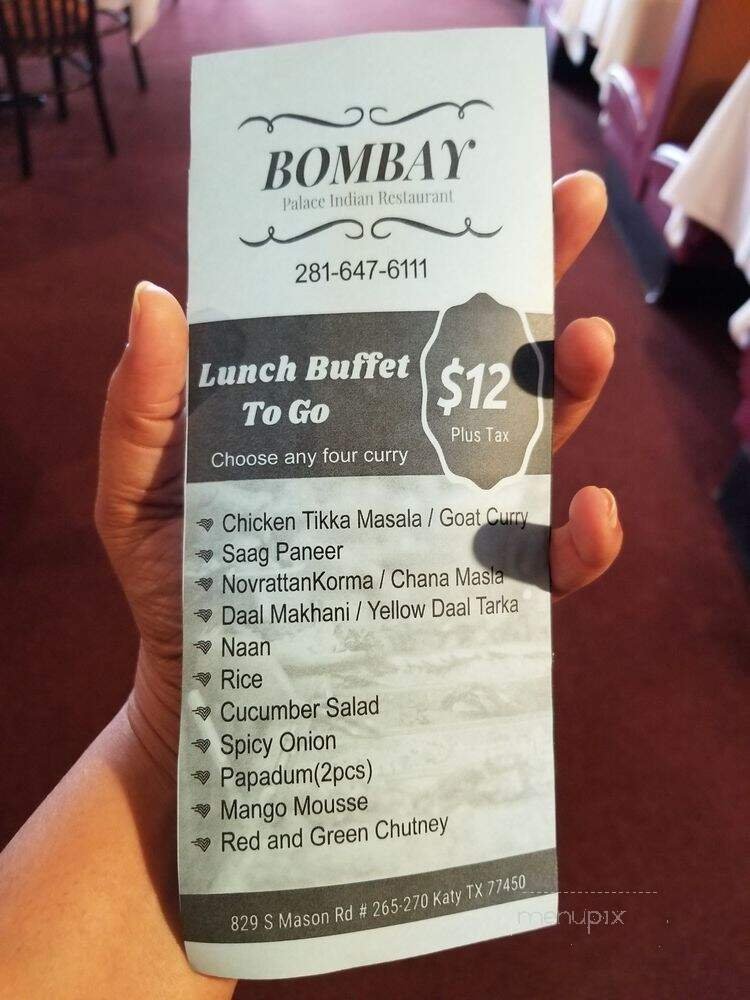 BOMBAY
Palace Indian Restaurant
281-647-6111
Lunch Buffet
To Go
Choose any four curry
$12
Plus Tax
Chicken Tikka Masala / Goat Curry
Saag Paneer
NovrattanKorma / Chana Masla
Daal Makhani / Yellow Daal Tarka
Naan
Rice
Cucumber Salad
Spicy Onion
Papadum(2pcs)
Mango Mousse
Red and Green Chutney
829 S Mason Rd # 265-270 Katy TX 77450
menupix